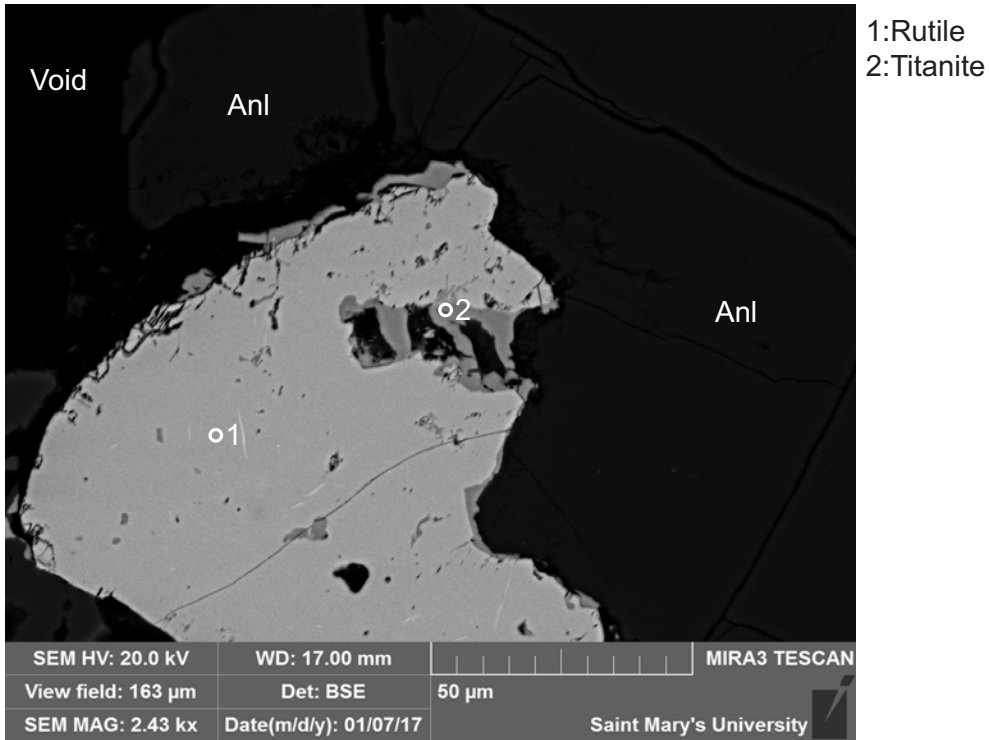 1:Rutile
2:Titanite
Void
Anl
2
Anl
1
SEM HV: 20.0 kV
WD: 17.00 mm
MIRA3 TESCAN
View field: 163 µm
Det: BSE
50 µm
SEM MAG: 2.43 kx
Date(m/d/y): 01/07/17
Saint Mary's University